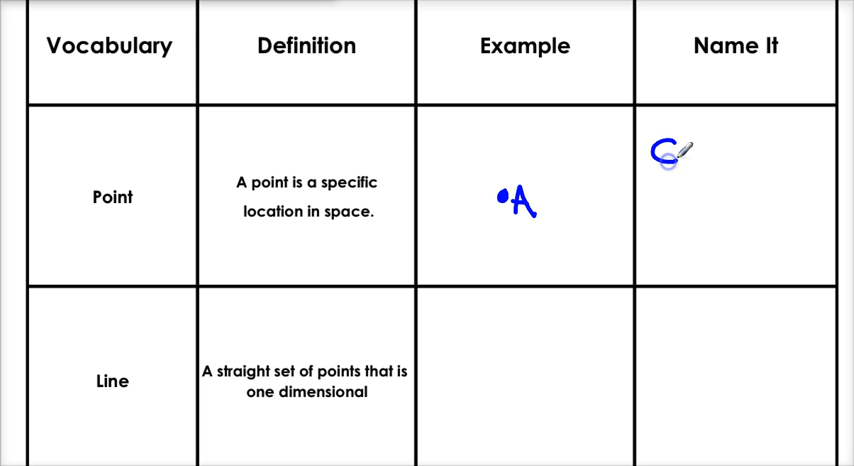 Vocabulary
Definition
Example
Name It
Point
A point is a specific
location in space.
A
C
Line
A straight set of points that is
one dimensional